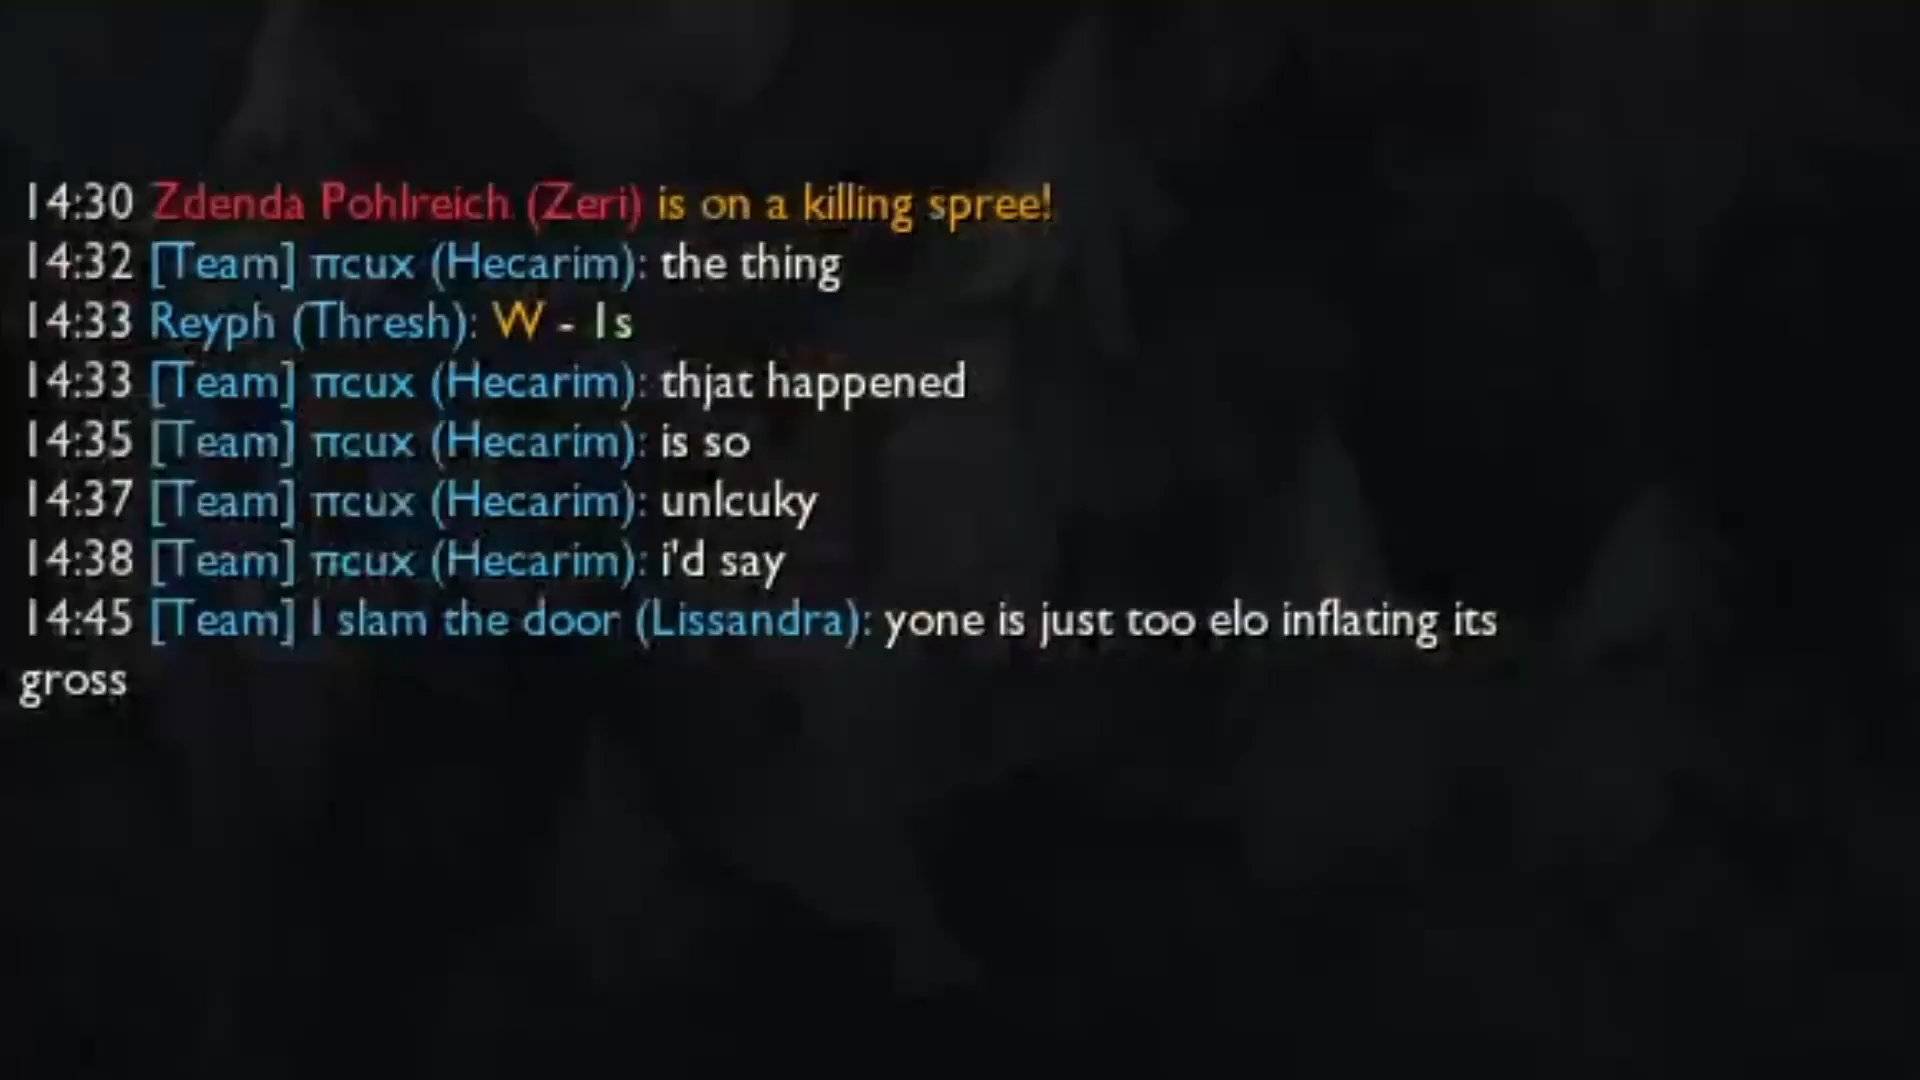 14:30 Zdenda Pohlreich (Zeri) is on a killing spree!
14:32 [Team] πcux (Hecarim): the thing
14:33 Reyph (Thresh): W - 1s
14:33 [Team] πcux (Hecarim): thjat happened
14:35 [Team] πcux (Hecarim): is so
14:37 [Team] πcux (Hecarim): unlcuky
14:38 [Team] πcux (Hecarim): i'd say
14:45 [Team] I slam the door (Lissandra): yone is just too elo inflating its
gross